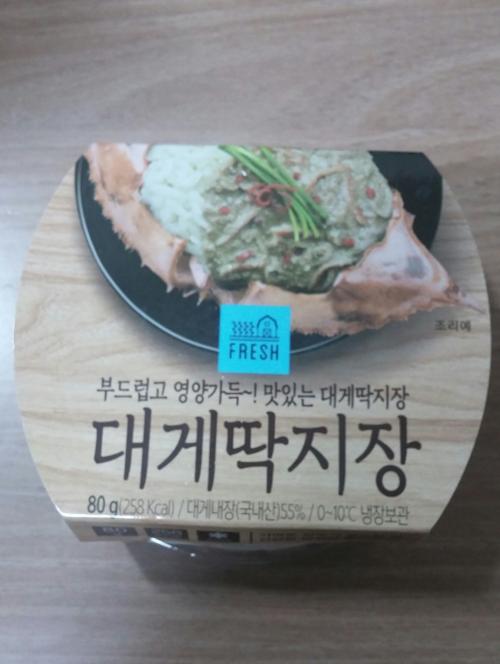 조리예
FRESH
부드럽고 영양가득~! 맛있는 대게딱지장
대게딱지장
80 g(258 Kcal) / 대게내장(국내산)55% / 0~10℃ 냉장보관